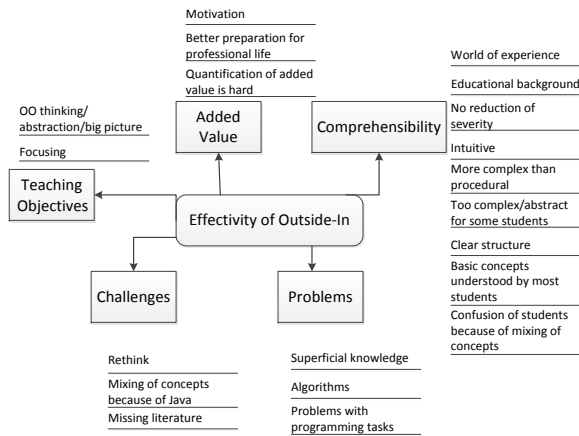 Motivation
Better preparation for
professional life
Quantification of added
value is hard
Added
Value
World of experience
Educational background
No reduction of
severity
Intuitive
More complex than
procedural
Too complex/abstract
for some students
Clear structure
Basic concepts
understood by most
students
Confusion of students
because of mixing of
concepts
Comprehensibility
OO thinking/
abstraction/big picture
Focusing
Teaching
Objectives
Effectivity of Outside-In
Challenges
Problems
Rethink
Mixing of concepts
because of Java
Missing literature
Superficial knowledge
Algorithms
Problems with
programming tasks